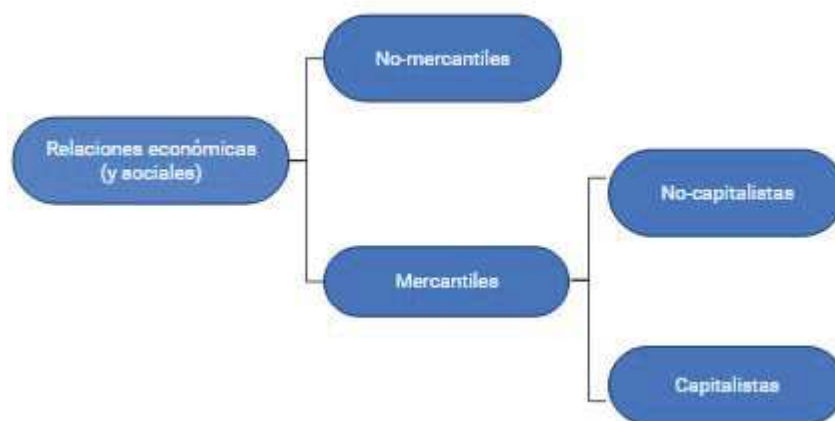 No-mercantiles
Relaciones económicas
(y sociales)
No-capitalistas
Mercantiles
Capitalistas